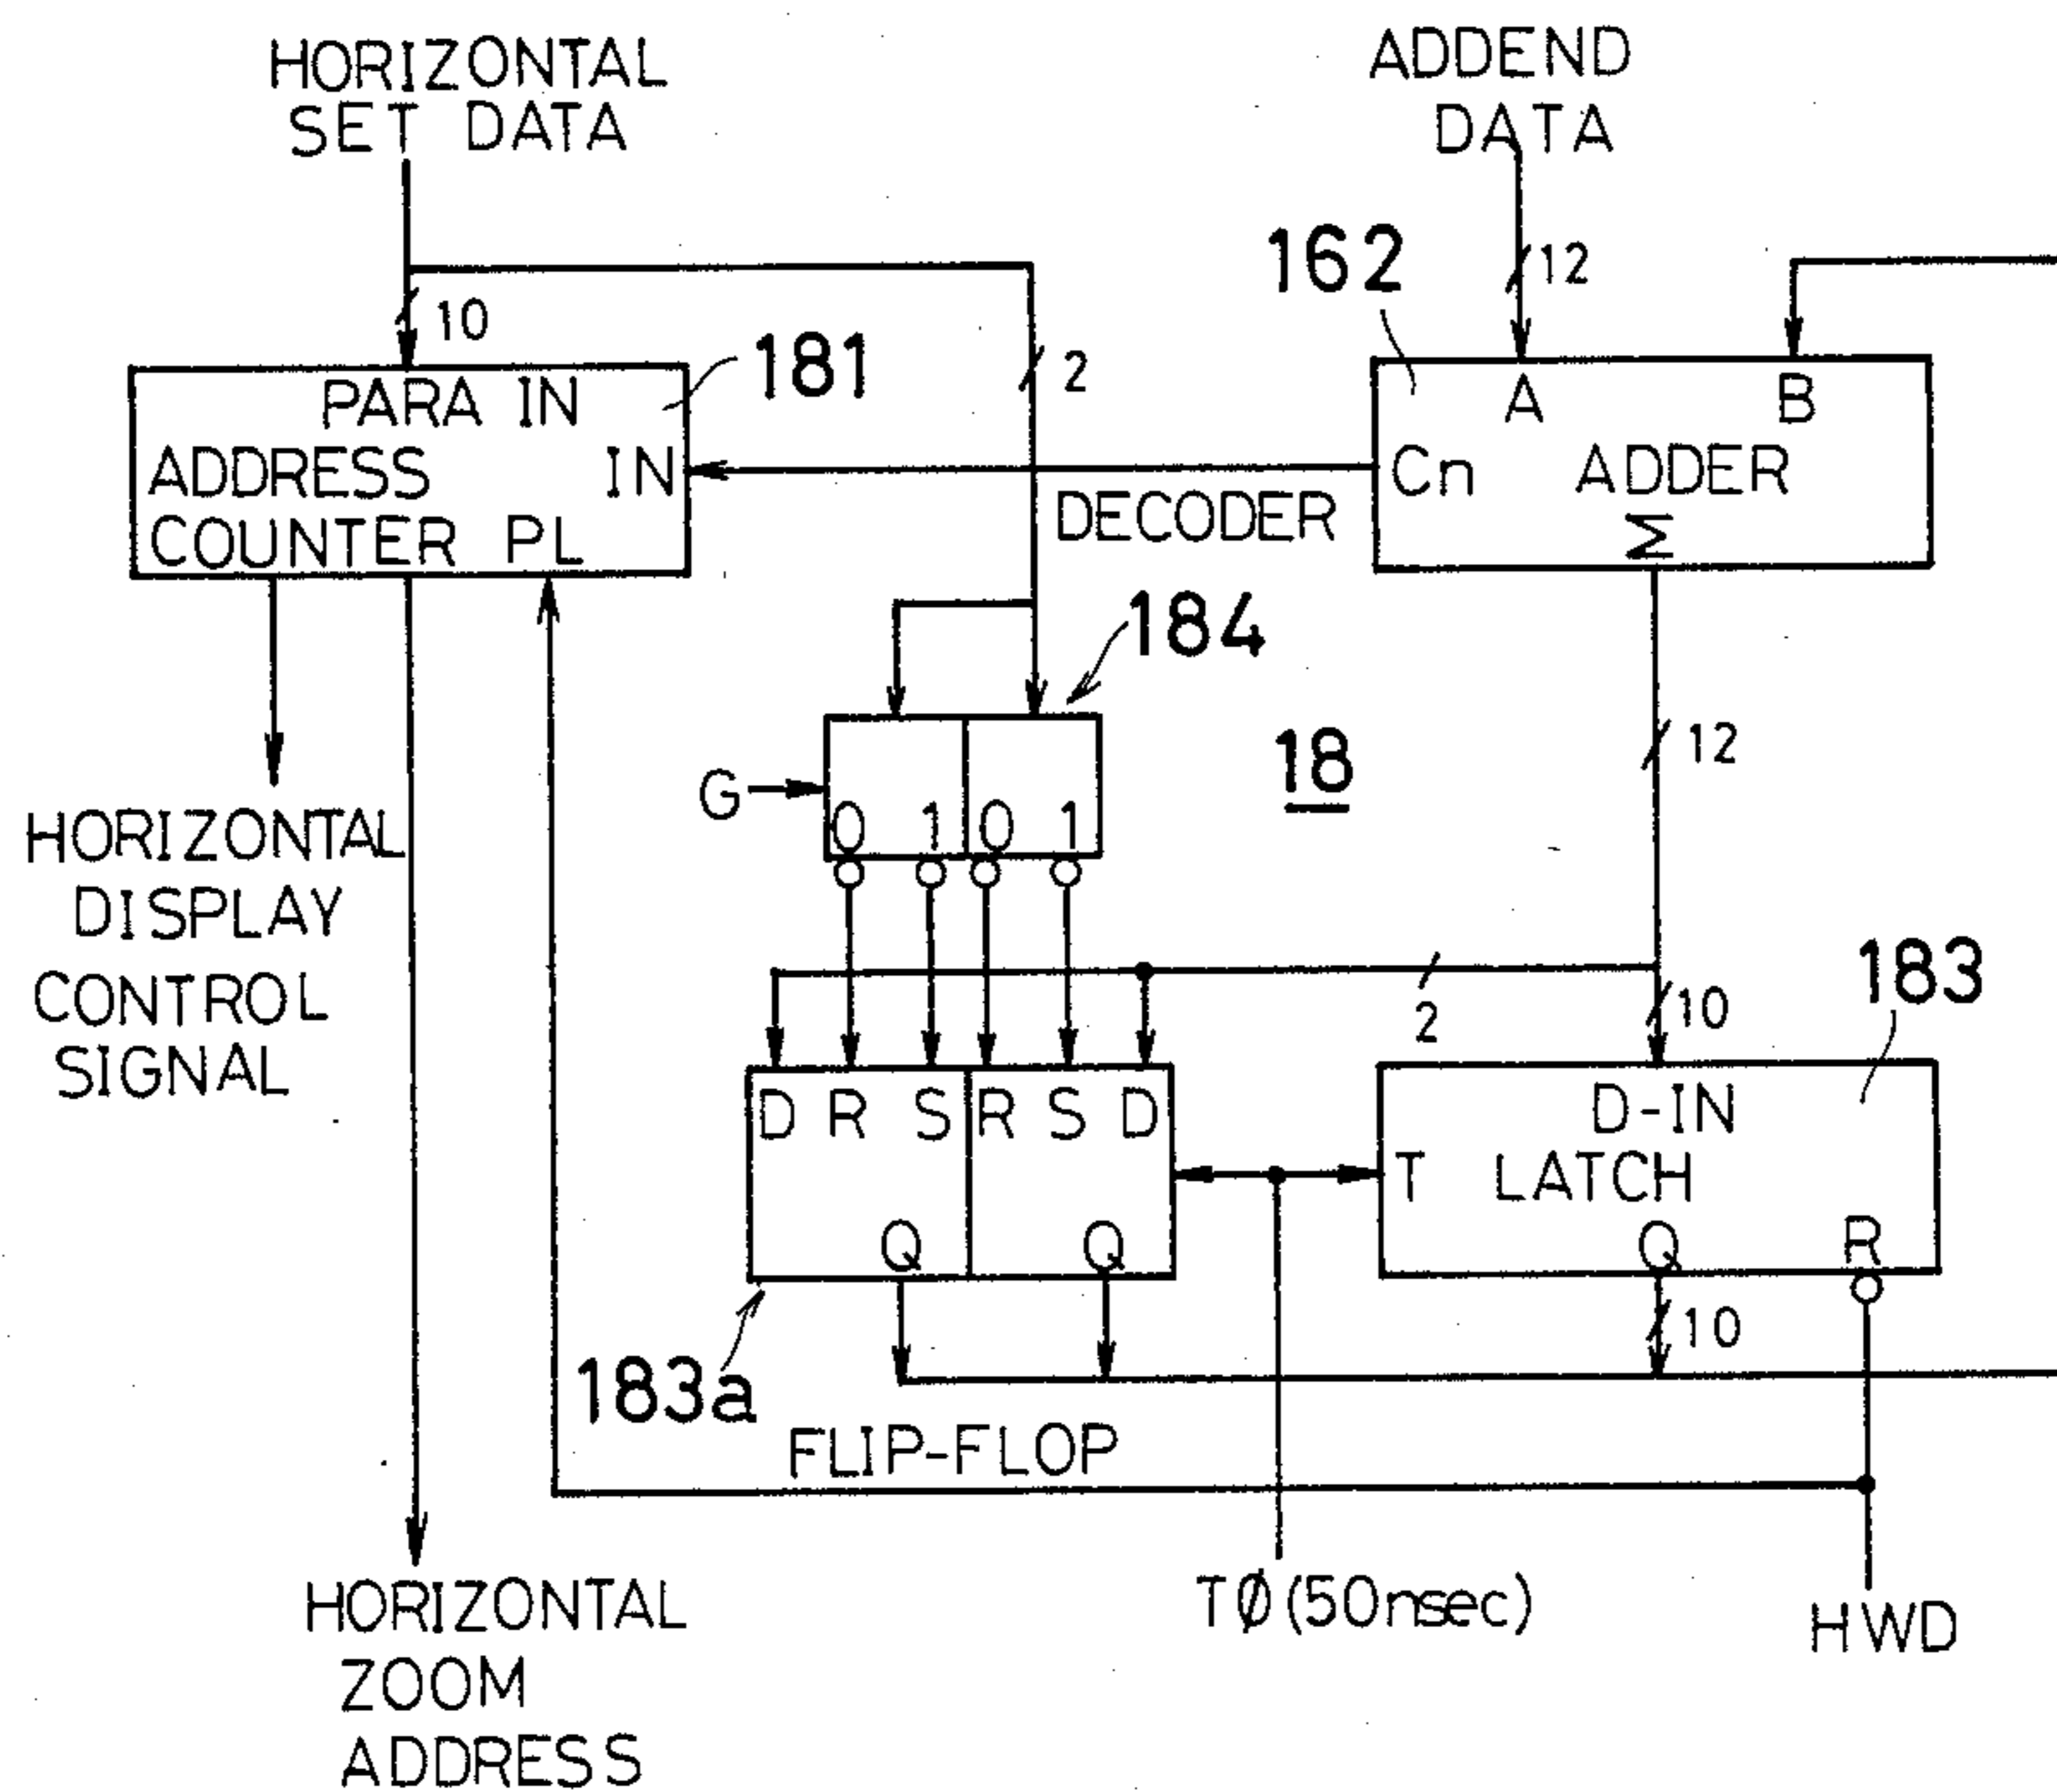 HORIZONTAL
SET DATA
ADDEND
DATA
162
12
10
181
2
PARA IN
A
B
ADDRESS
IN
Cn
ADDER
DECODER
COUNTER PL
Σ
184
18
12
G
0 1 0 1
HORIZONTAL
DISPLAY
CONTROL
SIGNAL
183
2
10
D R S R S D
D-IN
T LATCH
Q Q
Q R
10
183a
FLIP-FLOP
HORIZONTAL
ZOOM
ADDRESS
TØ(50nsec)
HWD